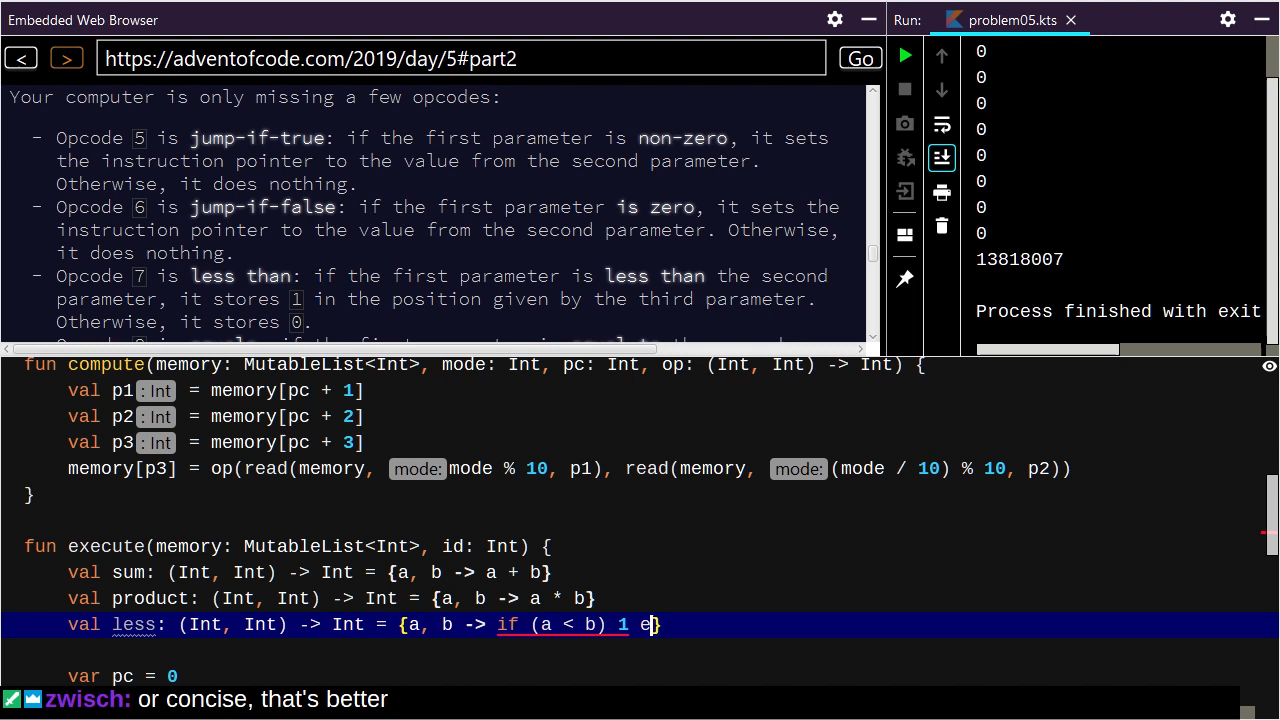 Embedded Web Browser
< > https://adventofcode.com/2019/day/5#part2 Go
Your computer is only missing a few opcodes:
- Opcode 5 is jump-if-true: if the first parameter is non-zero, it sets
the instruction pointer to the value from the second parameter.
Otherwise, it does nothing.
- Opcode 6 is jump-if-false: if the first parameter is zero, it sets the
instruction pointer to the value from the second parameter. Otherwise,
it does nothing.
- Opcode 7 is less than: if the first parameter is less than the second
parameter, it stores 1 in the position given by the third parameter.
Otherwise, it stores 0.
Run: problem05.kts
0
0
0
0
0
0
0
0
13818007
Process finished with exit
fun compute(memory: MutableList<Int>, mode: Int, pc: Int, op: (Int, Int) -> Int) {
val p1 : Int = memory[pc + 1]
val p2 : Int = memory[pc + 2]
val p3 : Int = memory[pc + 3]
memory[p3] = op(read(memory, mode: mode % 10, p1), read(memory, mode: (mode / 10) % 10, p2))
}
fun execute(memory: MutableList<Int>, id: Int) {
val sum: (Int, Int) -> Int = {a, b -> a + b}
val product: (Int, Int) -> Int = {a, b -> a * b}
val less: (Int, Int) -> Int = {a, b -> if (a < b) 1 e}
var pc = 0
zwisch: or concise, that's better